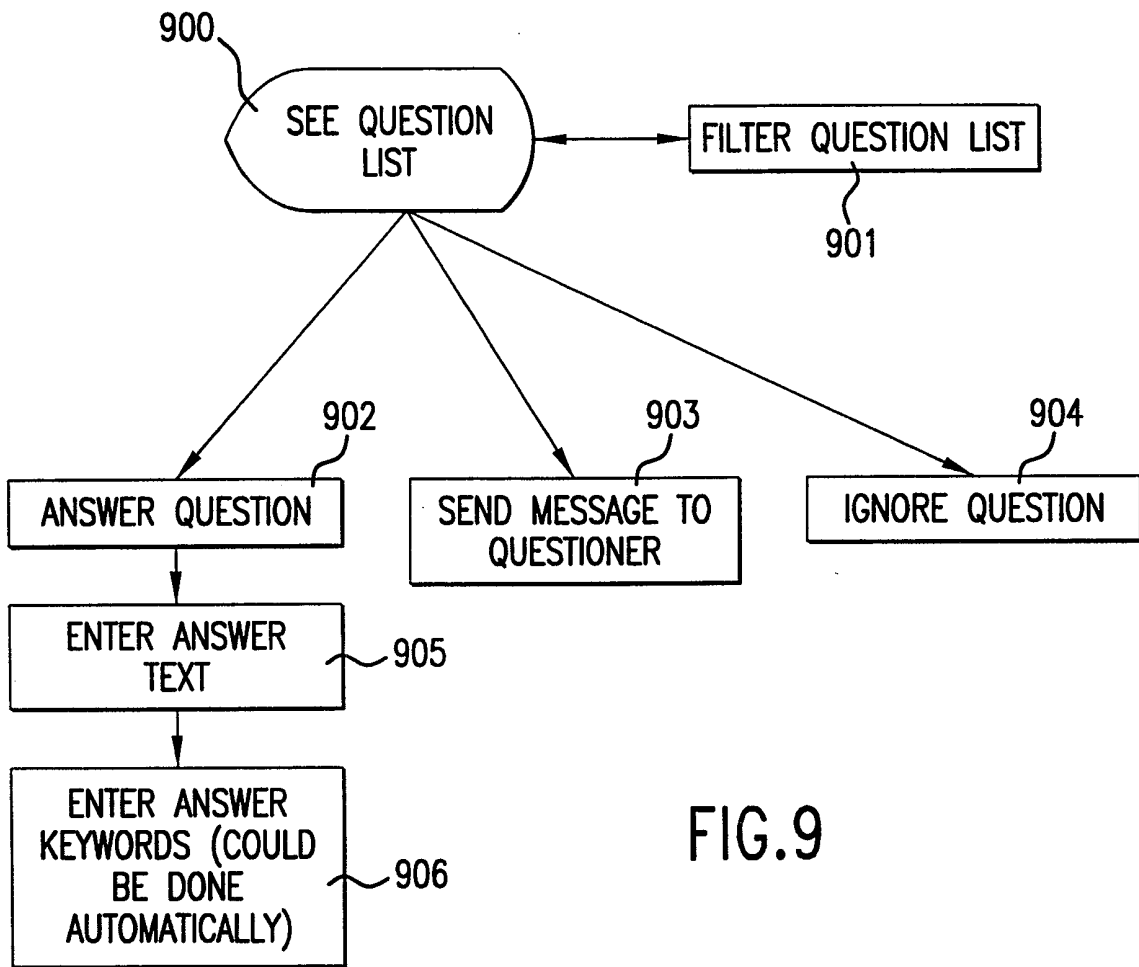 900
SEE QUESTION
LIST
FILTER QUESTION LIST
901
902
903
904
ANSWER QUESTION
SEND MESSAGE TO
QUESTIONER
IGNORE QUESTION
ENTER ANSWER
TEXT
905
ENTER ANSWER
KEYWORDS (COULD
BE DONE
AUTOMATICALLY)
906
FIG.9